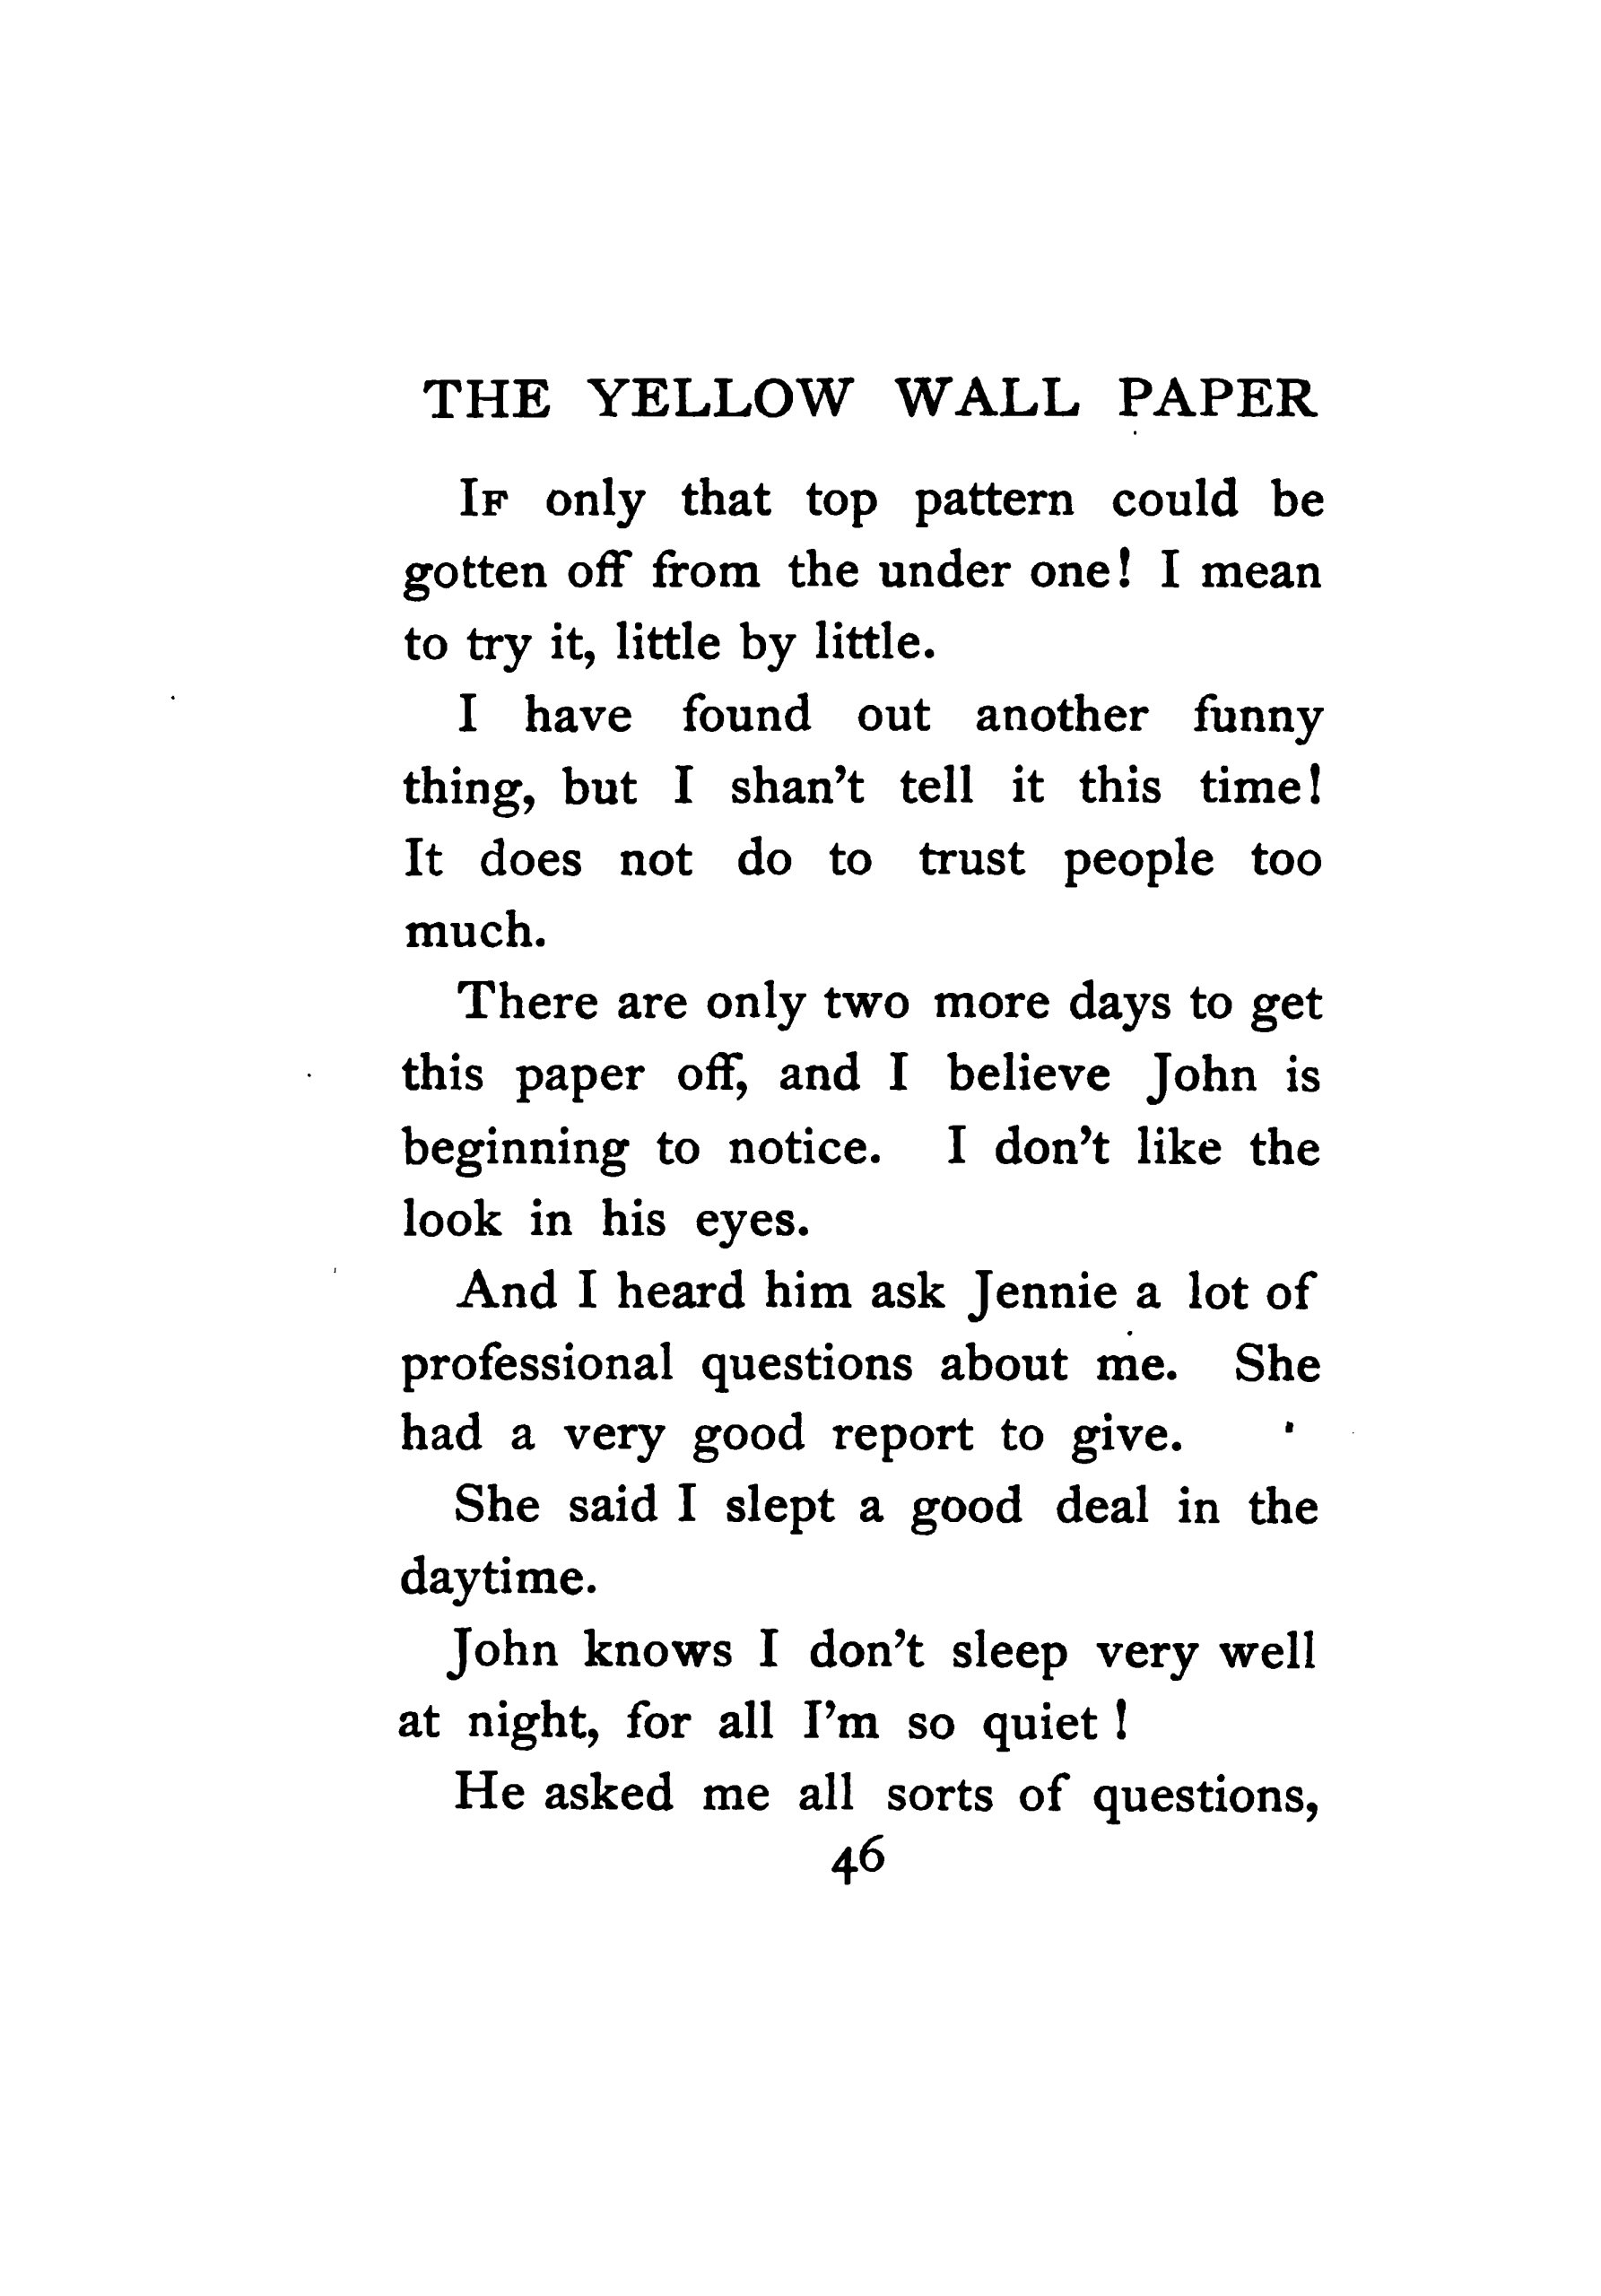 THE YELLOW WALL PAPER
IF only that top pattern could be
gotten off from the under one! I mean
to try it, little by little.
I have found out another funny
thing, but I shan't tell it this time!
It does not do to trust people too
much.
There are only two more days to get
this paper off, and I believe John is
beginning to notice. I don't like the
look in his eyes.
And I heard him ask Jennie a lot of
professional questions about me. She
had a very good report to give.
She said I slept a good deal in the
daytime.
John knows I don't sleep very well
at night, for all I'm so quiet !
He asked me all sorts of questions,
46